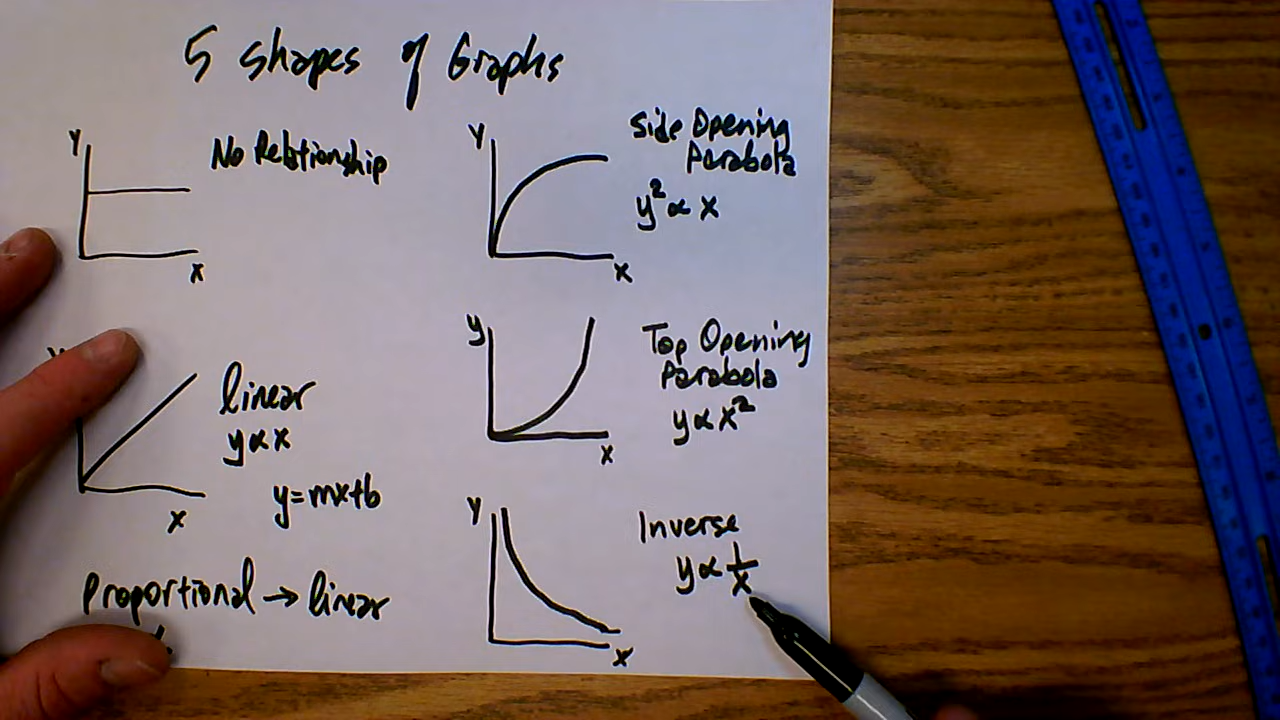 5 Shapes of Graphs
Y
No Relationship
X
linear
y∝x
y=mx+b
X
Proportional → linear
Y
Side Opening
Parabola
y²∝ x
X
y
Top Opening
Parabola
y∝x²
X
Y
Inverse
y∝ 1/x
X